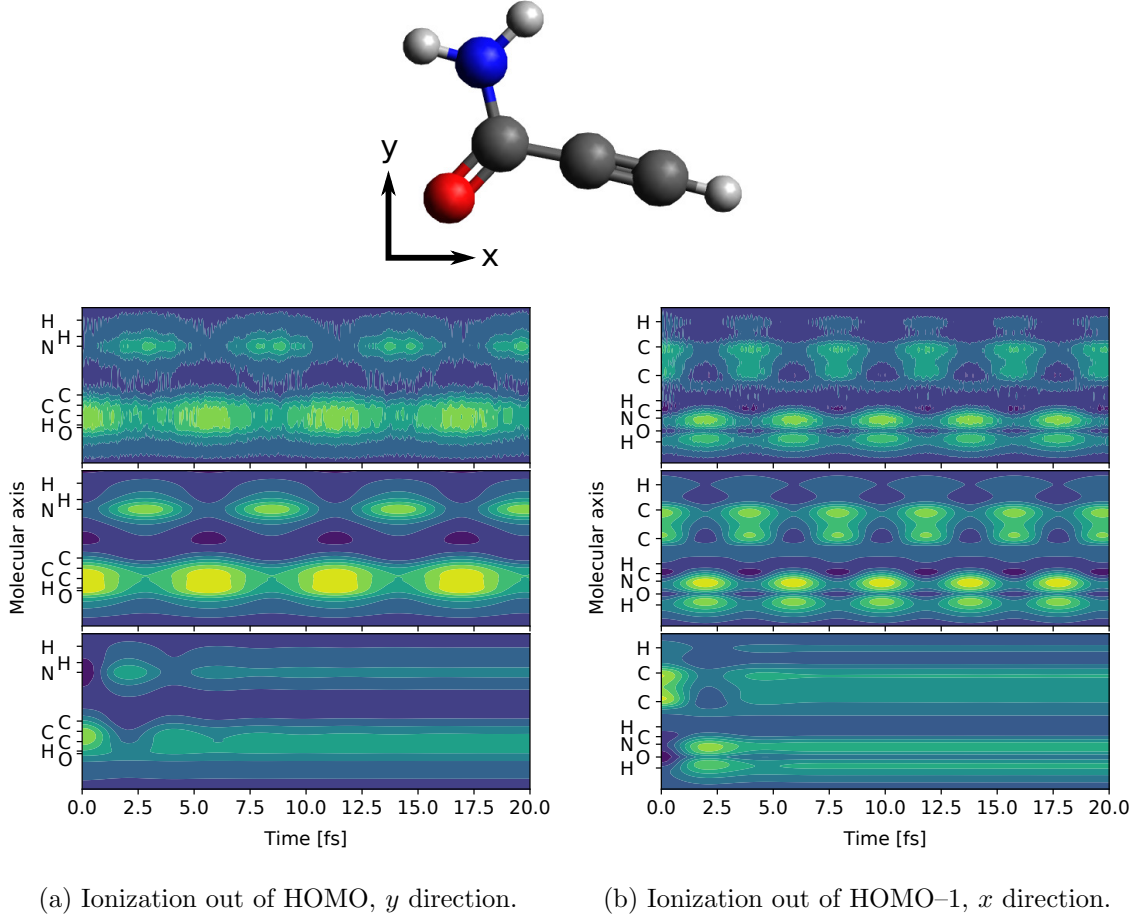 y
x
H
H
N
C
C
C
H
O
H
H
N
C
C
C
H
O
H
H
N
C
C
C
H
O
Molecular axis
0.0 2.5 5.0 7.5 10.0 12.5 15.0 17.5 20.0
Time [fs]
H
C
C
H
C
N
O
H
H
C
C
H
C
N
O
H
H
C
C
H
C
N
O
H
Molecular axis
0.0 2.5 5.0 7.5 10.0 12.5 15.0 17.5 20.0
Time [fs]
(a) Ionization out of HOMO, y direction.
(b) Ionization out of HOMO–1, x direction.